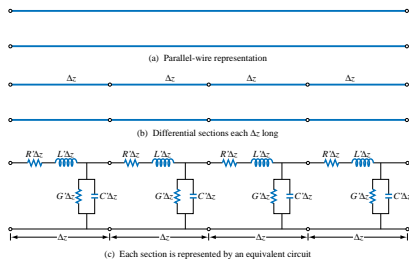 (a) Parallel-wire representation
Δz Δz Δz Δz
(b) Differential sections each Δz long
R'Δz L'Δz R'Δz L'Δz R'Δz L'Δz R'Δz L'Δz
G'Δz C'Δz G'Δz C'Δz G'Δz C'Δz G'Δz C'Δz
Δz Δz Δz Δz
(c) Each section is represented by an equivalent circuit